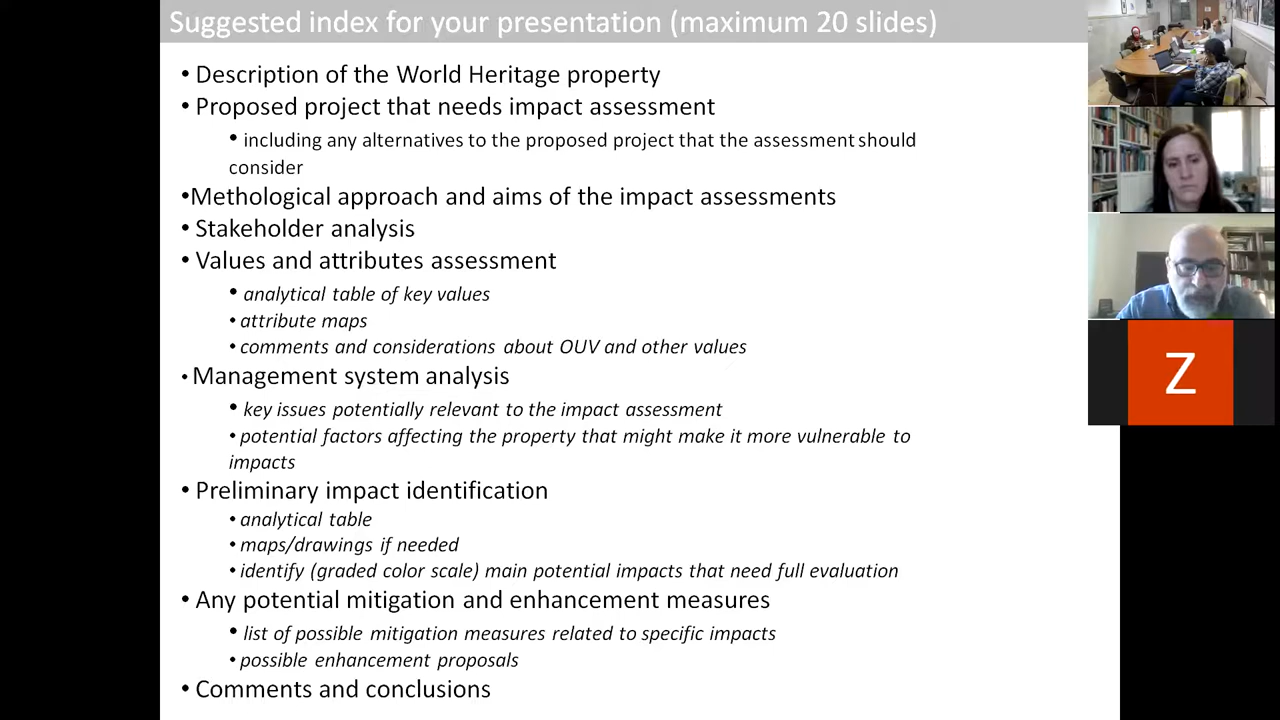 Suggested index for your presentation (maximum 20 slides)
• Description of the World Heritage property
• Proposed project that needs impact assessment
• including any alternatives to the proposed project that the assessment should
consider
•Methological approach and aims of the impact assessments
• Stakeholder analysis
• Values and attributes assessment
• analytical table of key values
• attribute maps
• comments and considerations about OUV and other values
• Management system analysis
• key issues potentially relevant to the impact assessment
• potential factors affecting the property that might make it more vulnerable to
impacts
• Preliminary impact identification
• analytical table
• maps/drawings if needed
• identify (graded color scale) main potential impacts that need full evaluation
• Any potential mitigation and enhancement measures
• list of possible mitigation measures related to specific impacts
• possible enhancement proposals
• Comments and conclusions
Z